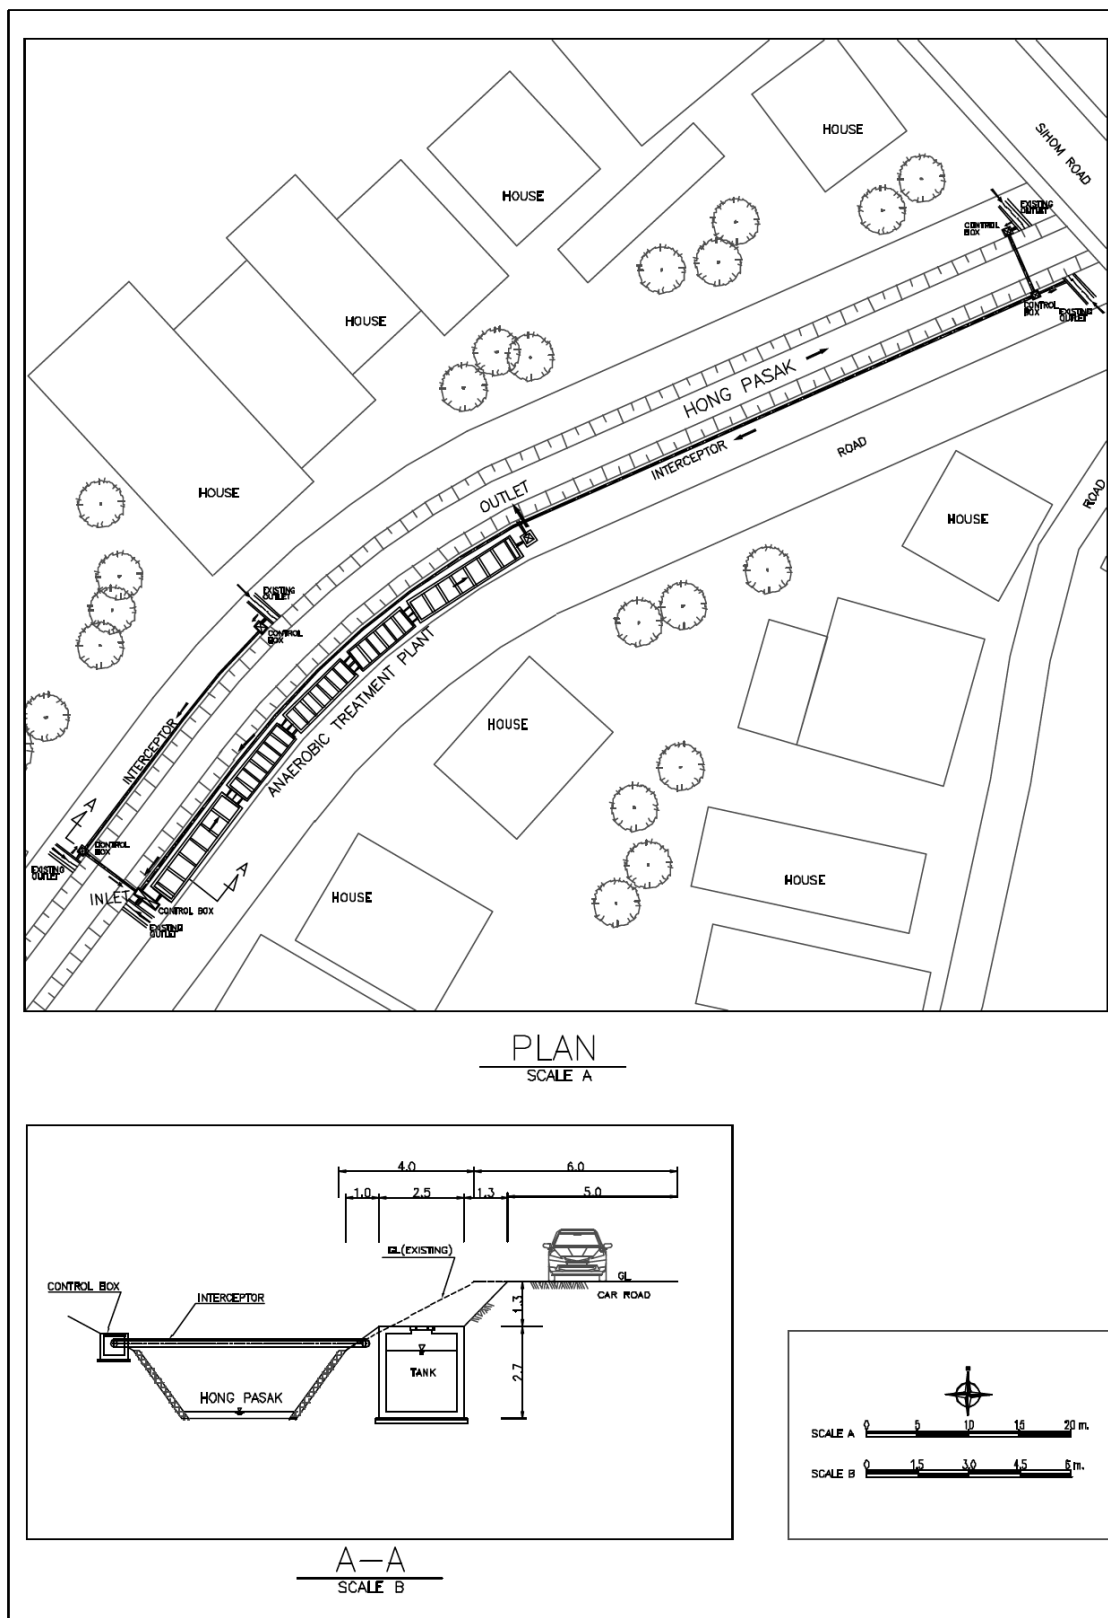 HOUSE
SIHOM ROAD
HOUSE
EXISTING
OUTLET
CONTROL
BOX
CONTROL
BOX
EXISTING
OUTLET
HOUSE
HONG PASAK
INTERCEPTOR
ROAD
HOUSE
OUTLET
ROAD
HOUSE
EXISTING
OUTLET
CONTROL
BOX
ANAEROBIC TREATMENT PLANT
HOUSE
INTERCEPTOR
A
CONTROL
BOX
EXISTING
OUTLET
A
INLET
CONTROL BOX
EXISTING
OUTLET
HOUSE
HOUSE
PLAN
SCALE A
4.0 6.0
1.0 2.5 1.3 5.0
GL(EXISTING)
CONTROL BOX
INTERCEPTOR
GL
CAR ROAD
1.3
TANK
2.7
HONG PASAK
A-A
SCALE B
N
SCALE A 0 5 10 15 20 m.
SCALE B 0 1.5 3.0 4.5 6 m.